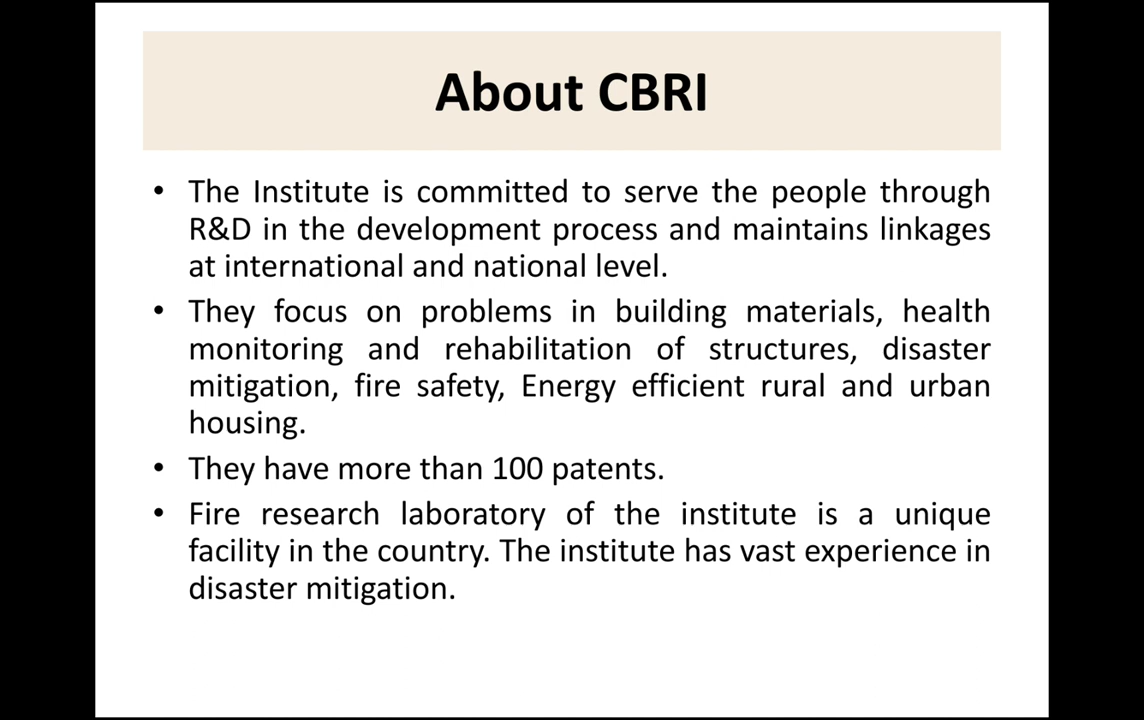 About CBRI
• The Institute is committed to serve the people through
R&D in the development process and maintains linkages
at international and national level.
• They focus on problems in building materials, health
monitoring and rehabilitation of structures, disaster
mitigation, fire safety, Energy efficient rural and urban
housing.
• They have more than 100 patents.
• Fire research laboratory of the institute is a unique
facility in the country. The institute has vast experience in
disaster mitigation.